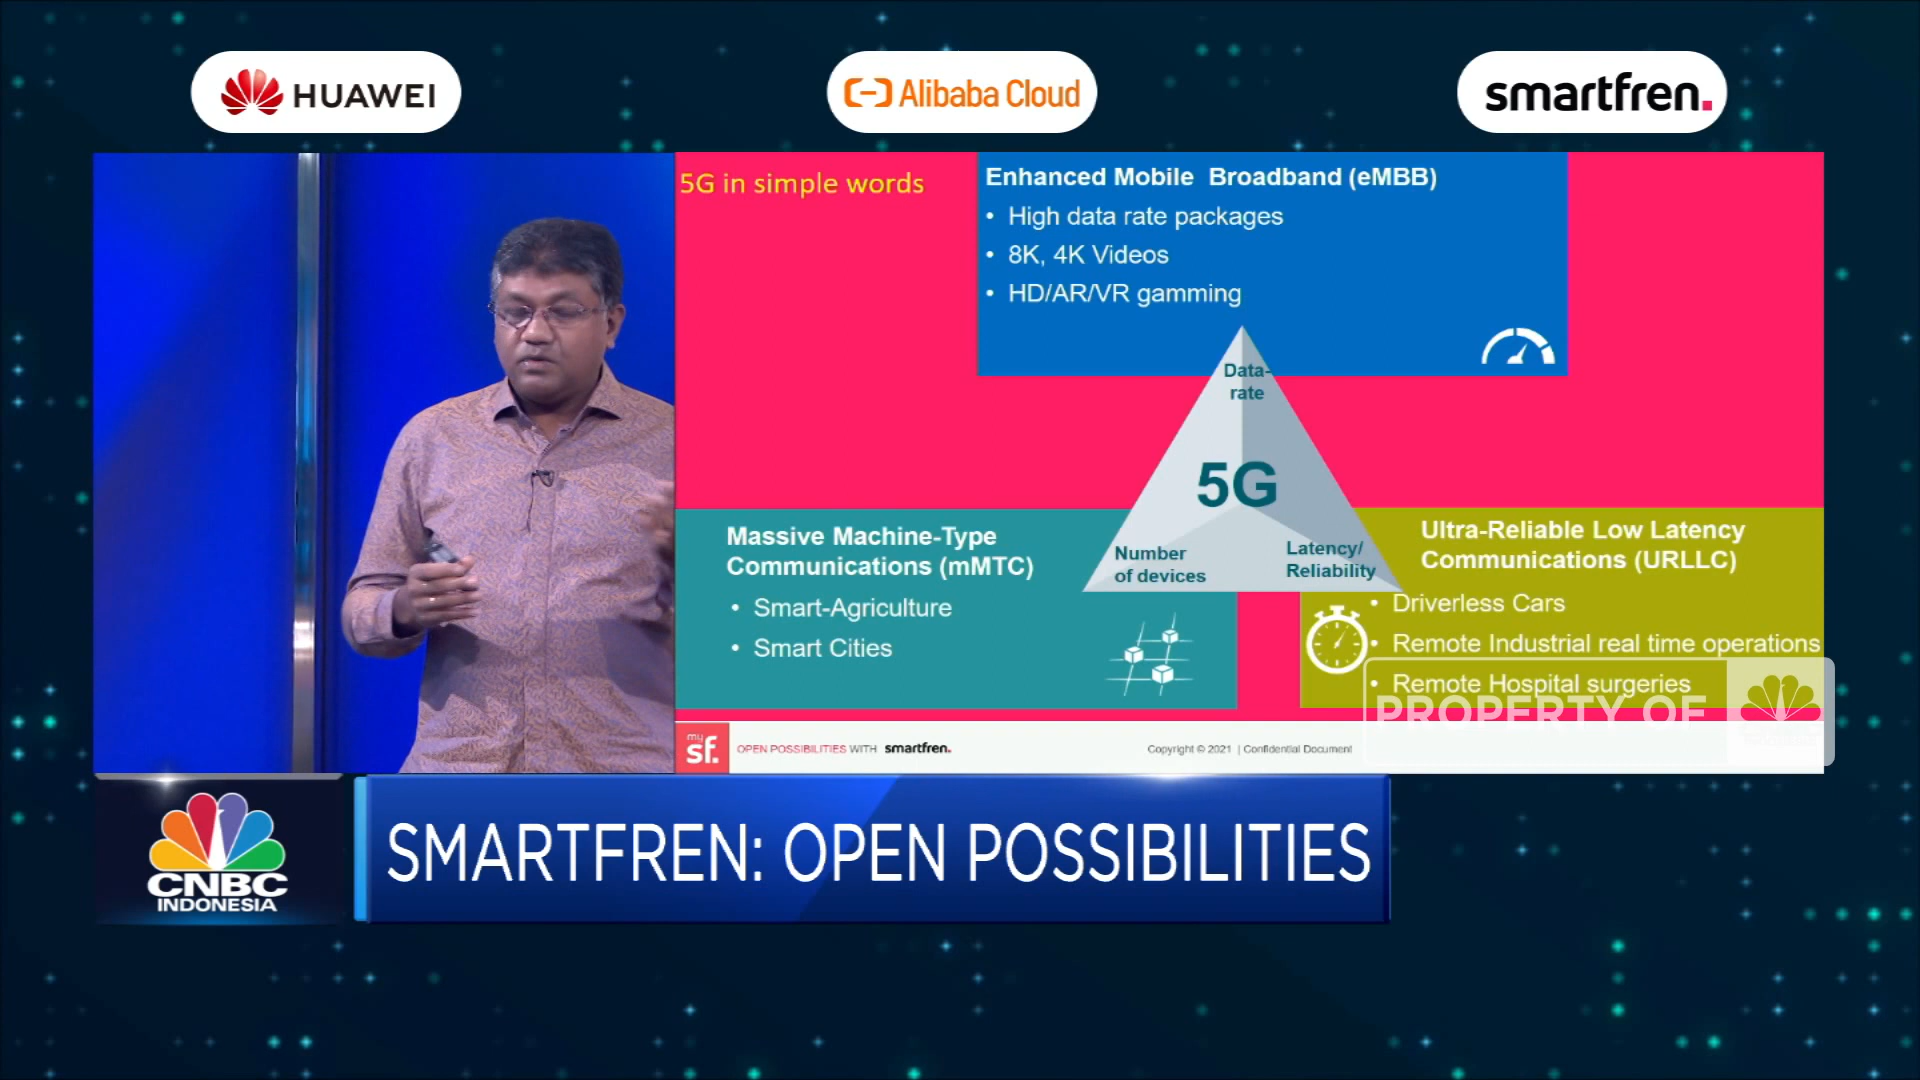 HUAWEI
Alibaba Cloud
smartfren.
5G in simple words
Enhanced Mobile Broadband (eMBB)
• High data rate packages
• 8K, 4K Videos
• HD/AR/VR gamming
Data-
rate
5G
Number
of devices
Latency/
Reliability
Massive Machine-Type
Communications (mMTC)
• Smart-Agriculture
• Smart Cities
Ultra-Reliable Low Latency
Communications (URLLC)
• Driverless Cars
• Remote Industrial real time operations
• Remote Hospital surgeries
PROPERTY OF
my
sf.
OPEN POSSIBILITIES WITH smartfren.
Copyright © 2021 | Confidential Document
CNBC
INDONESIA
SMARTFREN: OPEN POSSIBILITIES